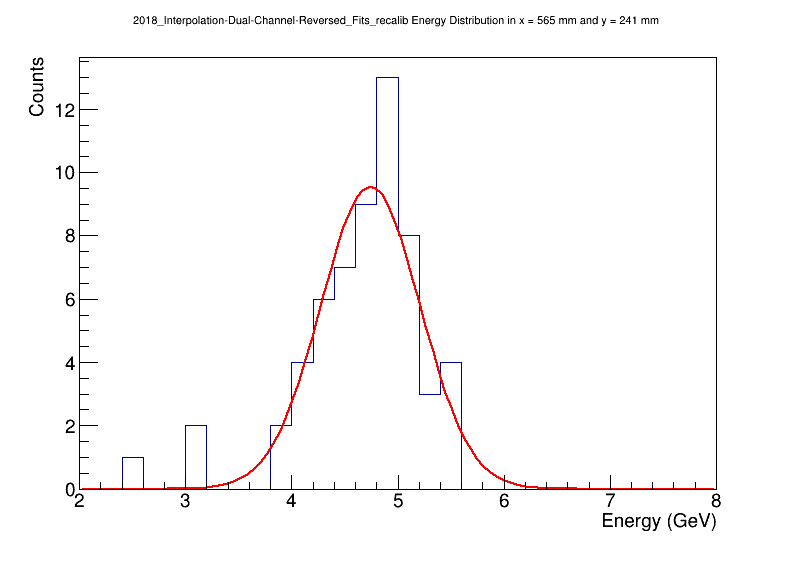 2018_Interpolation-Dual-Channel-Reversed_Fits_recalib Energy Distribution in x = 565 mm and y = 241 mm
Counts
12
10
8
6
4
2
0
2 3 4 5 6 7 8
Energy (GeV)